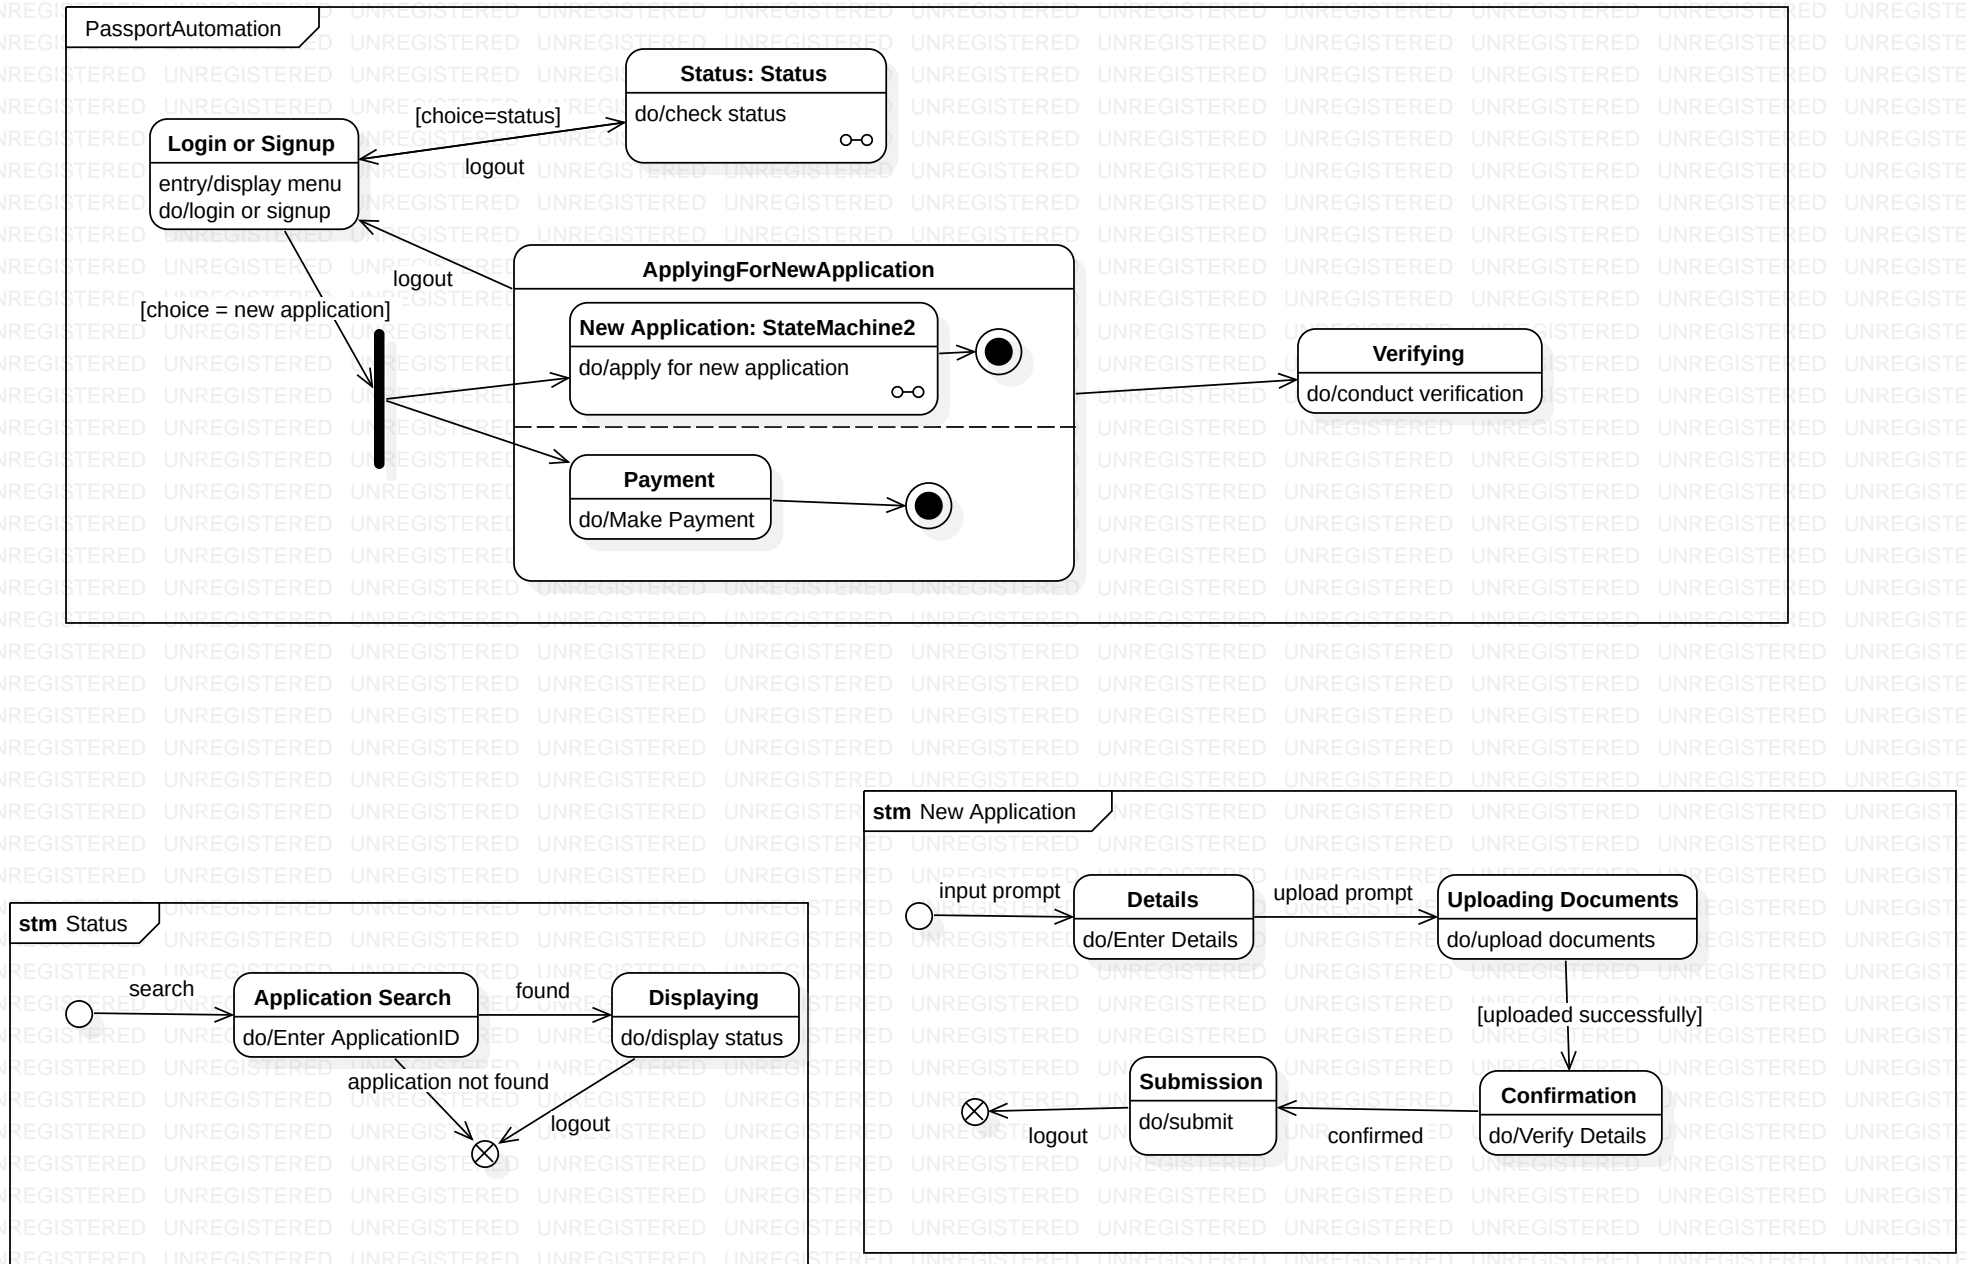 PassportAutomation
Status: Status
do/check status
[choice=status]
logout
Login or Signup
entry/display menu
do/login or signup
logout
[choice = new application]
ApplyingForNewApplication
New Application: StateMachine2
do/apply for new application
Verifying
do/conduct verification
Payment
do/Make Payment
stm New Application
input prompt
Details
do/Enter Details
upload prompt
Uploading Documents
do/upload documents
[uploaded successfully]
Confirmation
do/Verify Details
confirmed
Submission
do/submit
logout
stm Status
search
Application Search
do/Enter ApplicationID
found
Displaying
do/display status
application not found
logout
UNREGISTERED